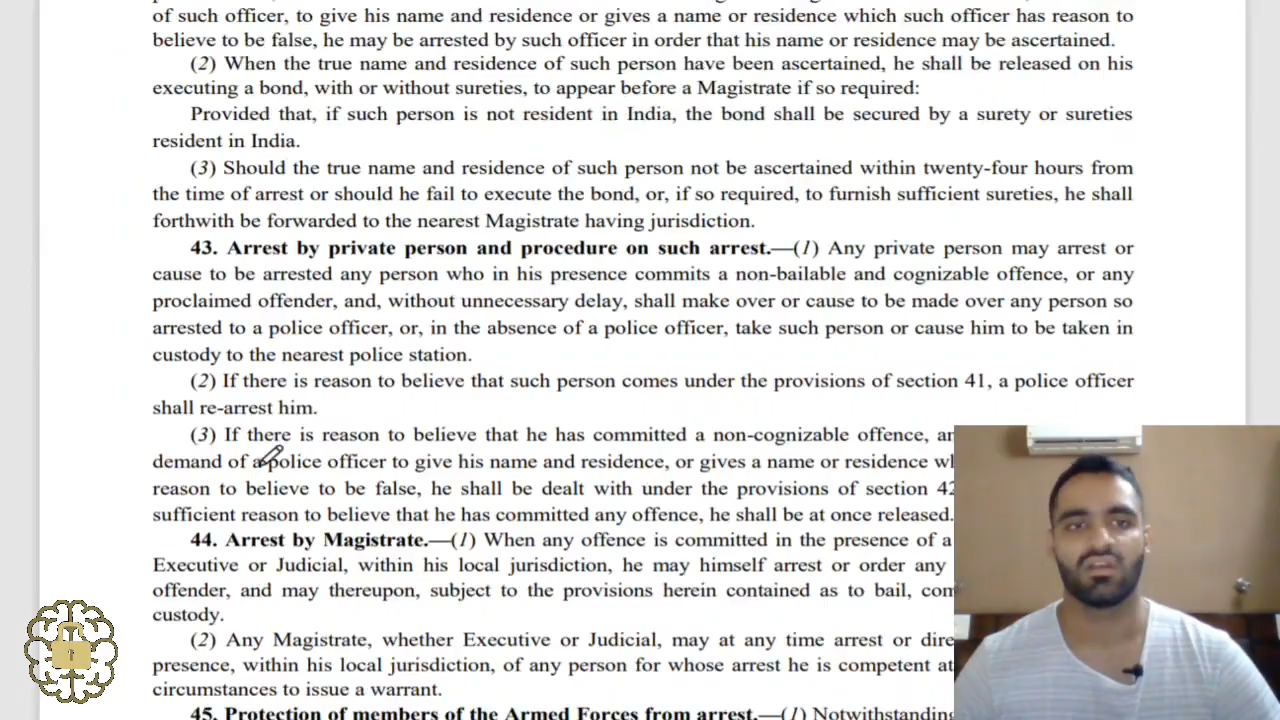 of such officer, to give his name and residence or gives a name or residence which such officer has reason to
believe to be false, he may be arrested by such officer in order that his name or residence may be ascertained.
(2) When the true name and residence of such person have been ascertained, he shall be released on his
executing a bond, with or without sureties, to appear before a Magistrate if so required:
Provided that, if such person is not resident in India, the bond shall be secured by a surety or sureties
resident in India.
(3) Should the true name and residence of such person not be ascertained within twenty-four hours from
the time of arrest or should he fail to execute the bond, or, if so required, to furnish sufficient sureties, he shall
forthwith be forwarded to the nearest Magistrate having jurisdiction.
43. Arrest by private person and procedure on such arrest.—(1) Any private person may arrest or
cause to be arrested any person who in his presence commits a non-bailable and cognizable offence, or any
proclaimed offender, and, without unnecessary delay, shall make over or cause to be made over any person so
arrested to a police officer, or, in the absence of a police officer, take such person or cause him to be taken in
custody to the nearest police station.
(2) If there is reason to believe that such person comes under the provisions of section 41, a police officer
shall re-arrest him.
(3) If there is reason to believe that he has committed a non-cognizable offence,
demand of a police officer to give his name and residence, or gives a name or residence
reason to believe to be false, he shall be dealt with under the provisions of section
sufficient reason to believe that he has committed any offence, he shall be at once released.
44. Arrest by Magistrate.—(1) When any offence is committed in the presence of a
Executive or Judicial, within his local jurisdiction, he may himself arrest or order any
offender, and may thereupon, subject to the provisions herein contained as to bail,
custody.
(2) Any Magistrate, whether Executive or Judicial, may at any time arrest or
presence, within his local jurisdiction, of any person for whose arrest he is competent at
circumstances to issue a warrant.
45. Protection of members of the Armed Forces from arrest.—(1) Notwithstanding